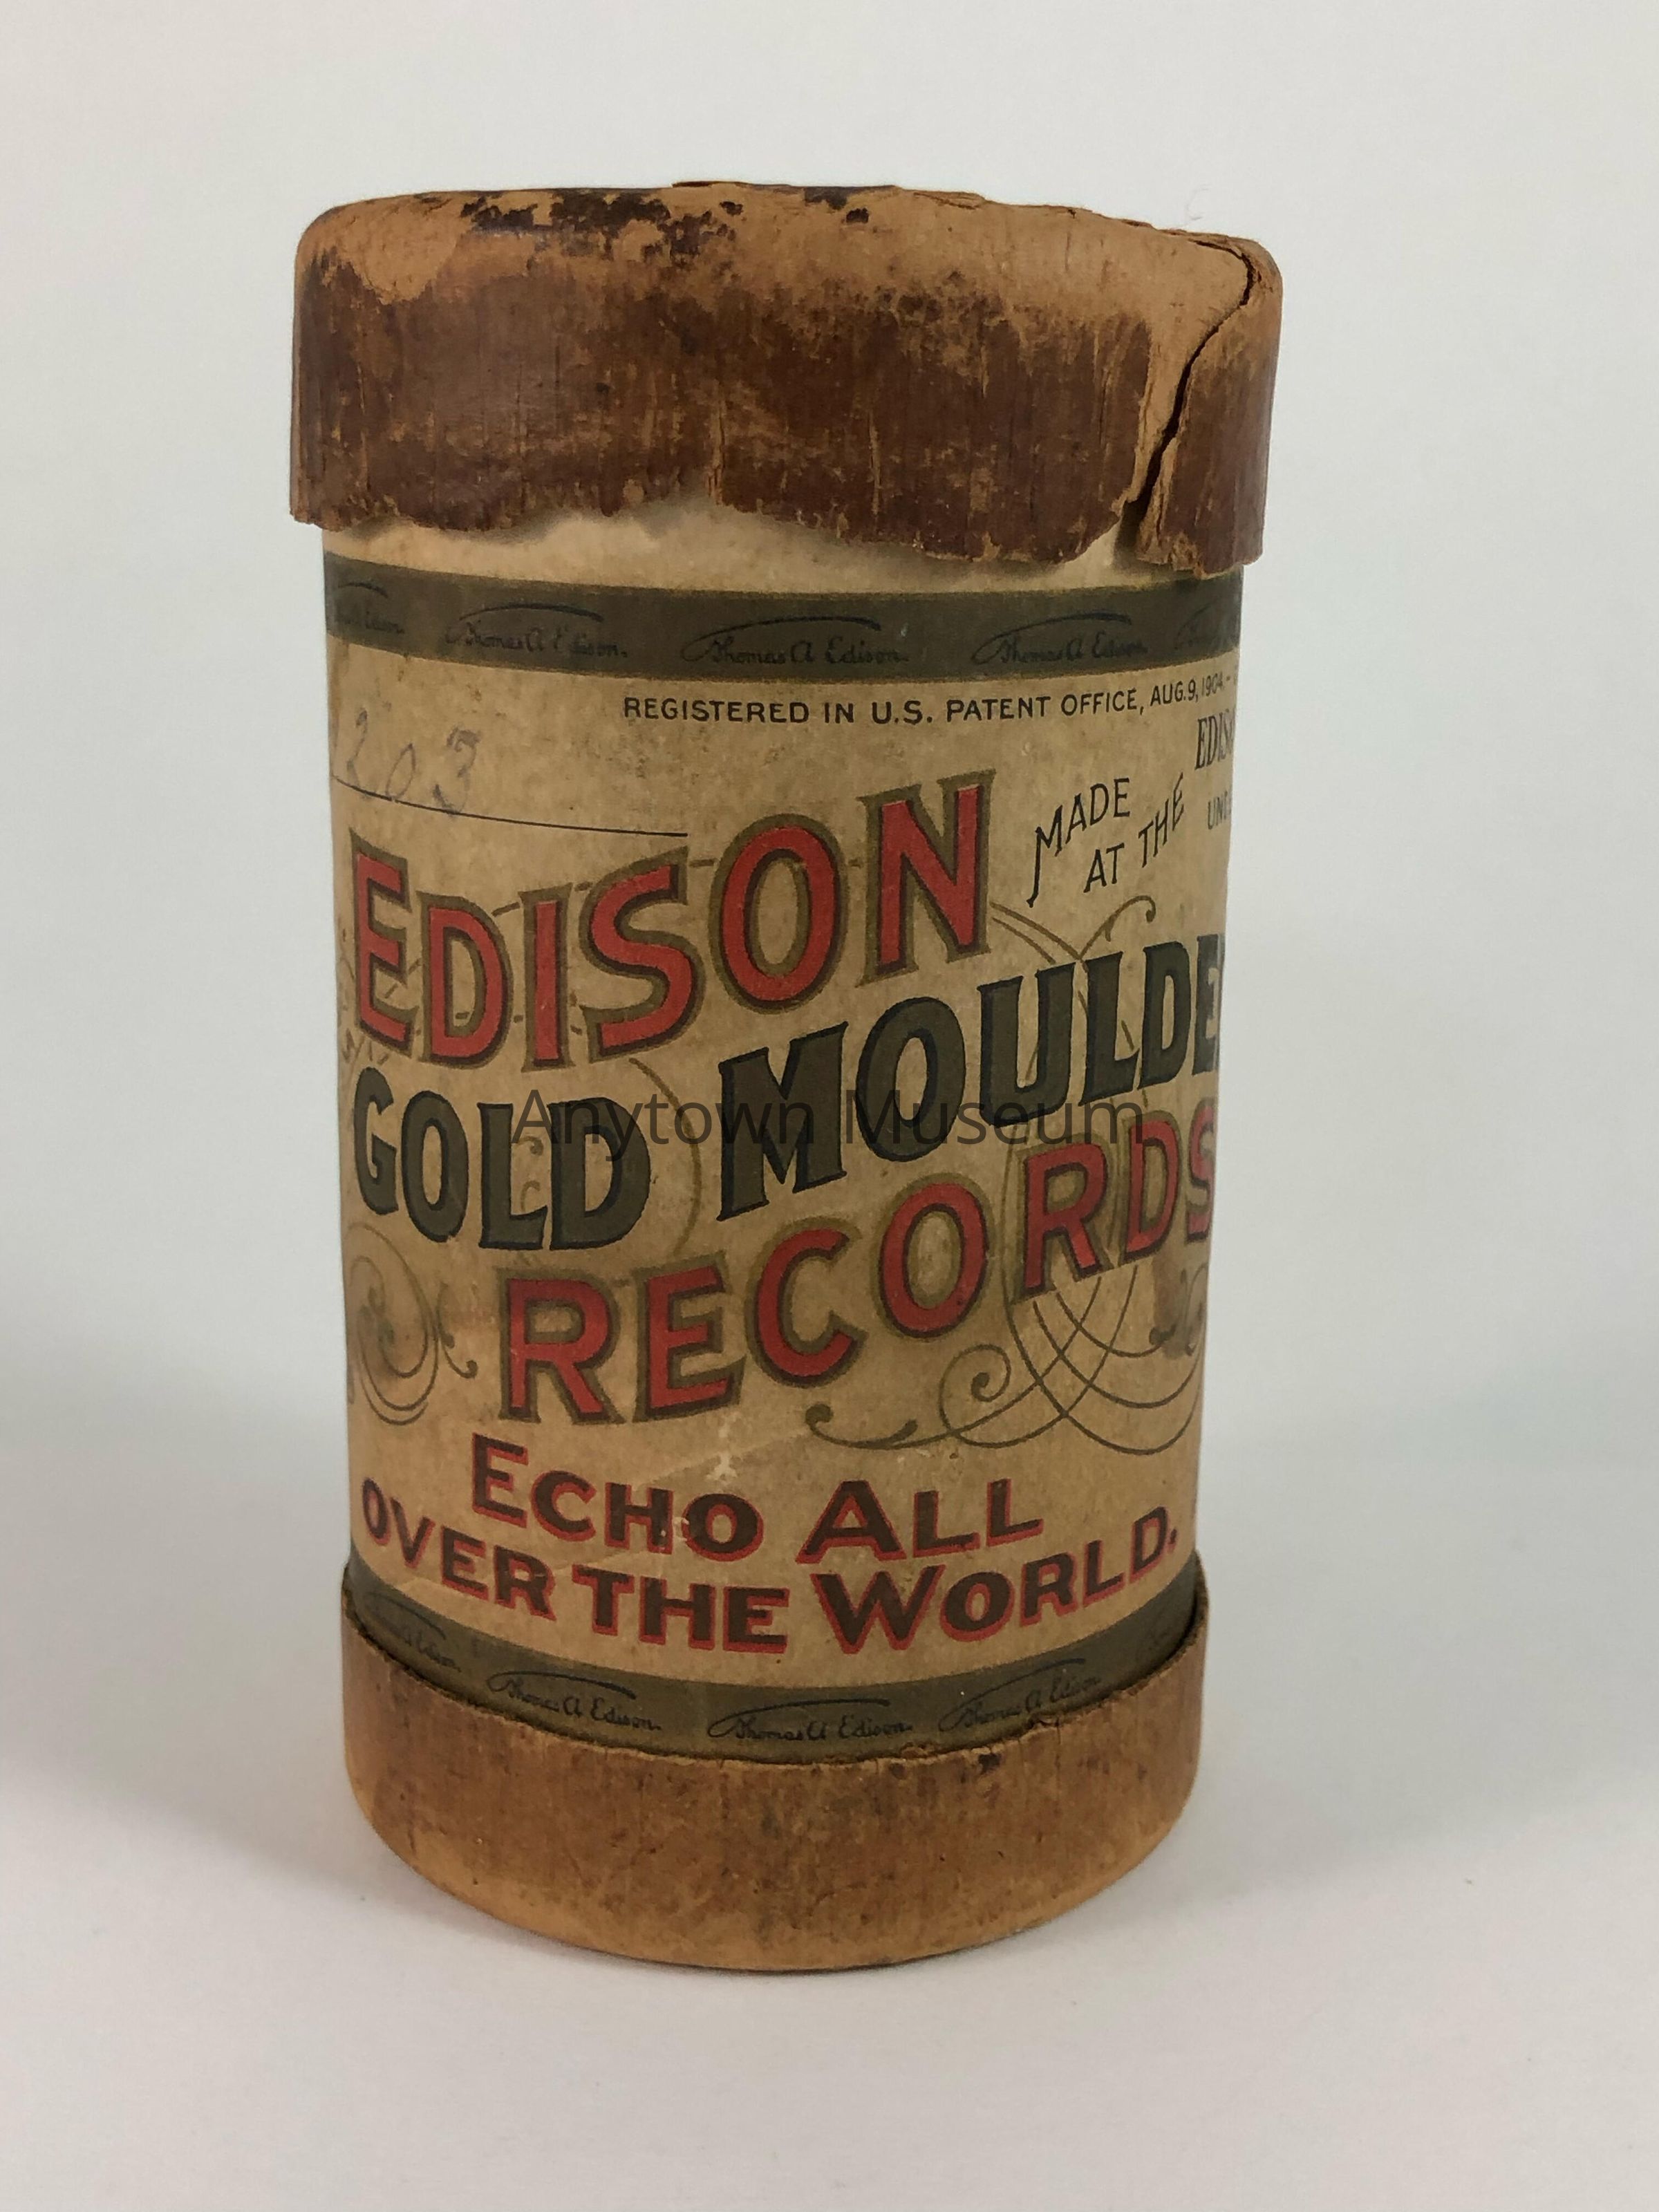 Thomas A Edison. Thomas A Edison. Thomas A Edison.
REGISTERED IN U.S. PATENT OFFICE, AUG. 9, 1904.
203
MADE
AT THE
EDISON
GOLD MOULDE
RECORDS
Anytown Museum
ECHO ALL
OVER THE WORLD.
Thomas A Edison. Thomas A Edison. Thomas A Edison